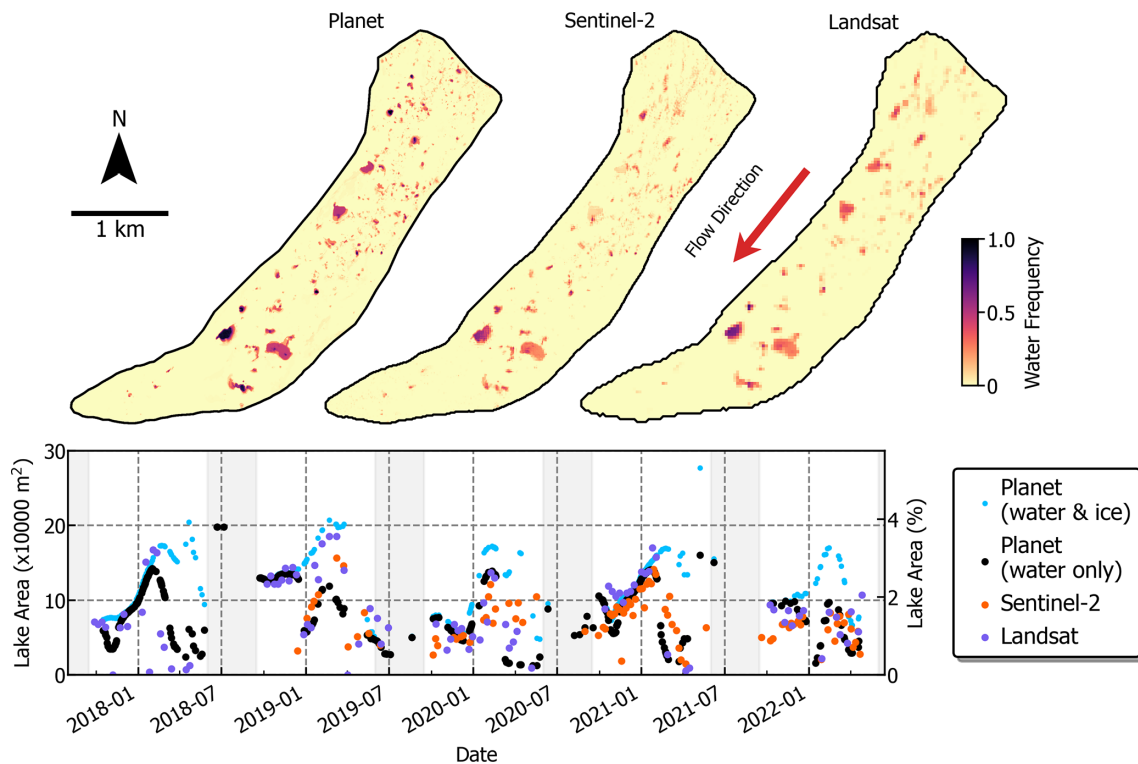 Planet
Sentinel-2
Landsat
N
1 km
Flow Direction
1.0
0.5
0
Water Frequency
30
20
10
0
Lake Area (x10000 m²)
4
2
0
Lake Area (%)
2018-01
2018-07
2019-01
2019-07
2020-01
2020-07
2021-01
2021-07
2022-01
Date
Planet
(water & ice)
Planet
(water only)
Sentinel-2
Landsat